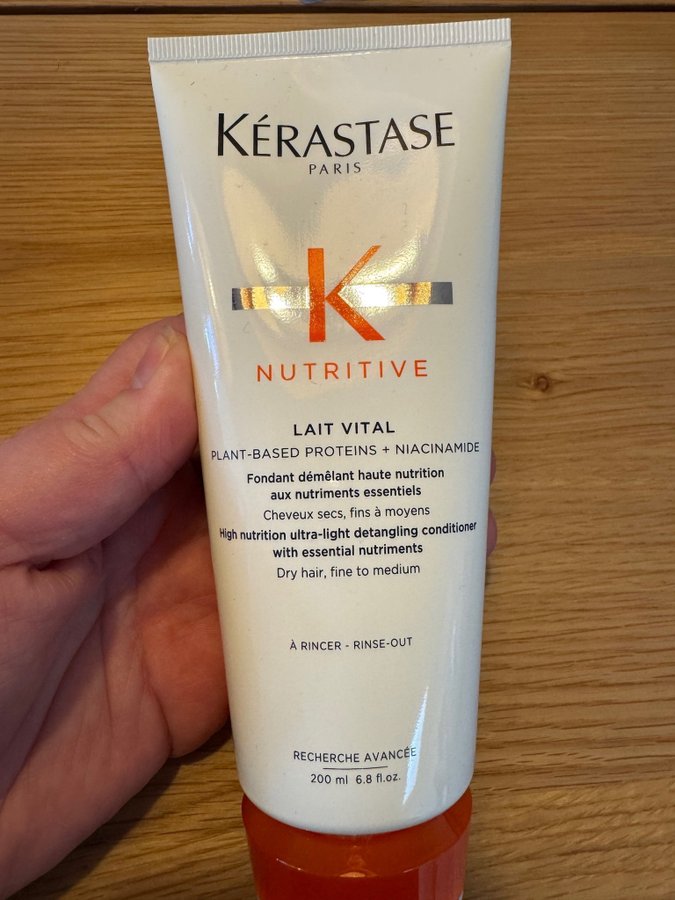 KÉRASTASE
PARIS
K
NUTRITIVE
LAIT VITAL
PLANT-BASED PROTEINS + NIACINAMIDE
Fondant démêlant haute nutrition
aux nutriments essentiels
Cheveux secs, fins à moyens
High nutrition ultra-light detangling conditioner
with essential nutriments
Dry hair, fine to medium
À RINCER - RINSE-OUT
RECHERCHE AVANCÉE
200 ml 6.8 fl.oz.